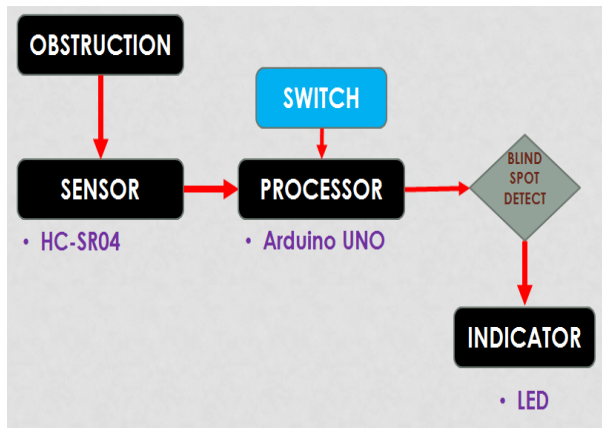 OBSTRUCTION
SWITCH
SENSOR
PROCESSOR
BLIND
SPOT
DETECT
• HC-SR04
• Arduino UNO
INDICATOR
• LED